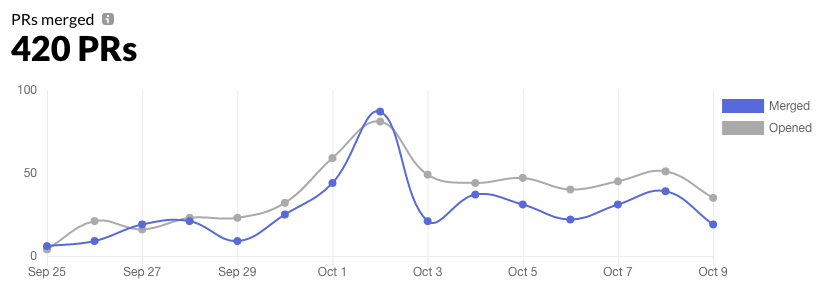 PRs merged
420 PRs
100
50
0
Sep 25 Sep 27 Sep 29 Oct 1 Oct 3 Oct 5 Oct 7 Oct 9
Merged
Opened